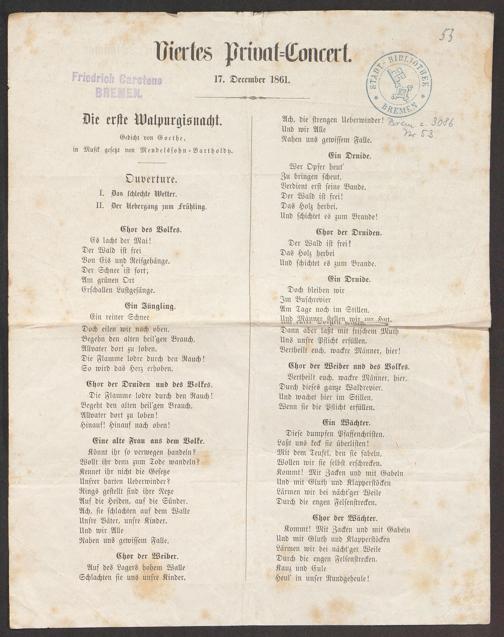 Viertes Privat-Concert.
17. December 1861.
53
Friedrich Carstens
BREMEN.
STADT-BIBLIOTHEK
BREMEN
Brem. c. 3086
Nr 53
Die erste Walpurgisnacht.
Gedicht von Goethe,
in Musik gesetzt von Mendelssohn-Bartholdy.
Ouverture.
I. Das schlechte Wetter.
II. Der Uebergang zum Frühling.
Chor des Volkes.
Es lacht der Mai!
Der Wald ist frei
Von Eis und Reifgehänge.
Der Schnee ist fort;
Am grünen Ort
Erschallen Lustgesänge.
Ein Jüngling.
Ein reiner Schnee
Doch eilen wir nach oben,
Begehn den alten heil'gen Brauch,
Allvater dort zu loben.
Die Flamme lodre durch den Rauch!
So wird das Herz erhoben.
Chor der Druiden und des Volkes.
Die Flamme lodre durch den Rauch!
Begeht den alten heil'gen Brauch,
Allvater dort zu loben!
Hinauf! Hinauf nach oben!
Eine alte Frau aus dem Volke.
Könnt ihr so verwegen handeln?
Wollt ihr denn zum Tode wandeln?
Kennet ihr nicht die Gesetze
Unsrer harten Ueberwinder?
Rings gestellt sind ihre Netze
Auf die Heiden, auf die Sünder.
Ach, sie schlachten auf dem Walle
Unsre Väter, unsre Kinder.
Und wir Alle
Nahen uns gewissem Falle.
Chor der Weiber.
Auf des Lagers hohem Walle
Schlachten sie uns unsre Kinder.
Ach, die strengen Ueberwinder!
Und wir Alle
Nahen uns gewissem Falle.
Ein Druide.
Wer Opfer heut'
Zu bringen scheut,
Verdient erst seine Bande.
Der Wald ist frei!
Das Holz herbei,
Und schichtet es zum Brande!
Chor der Druiden.
Der Wald ist frei!
Das Holz herbei
Und schichtet es zum Brande.
Ein Druide.
Doch bleiben wir
Im Buschrevier
Am Tage noch im Stillen,
Und Männer stellen wir zur Hut,
Dann aber laßt mit frischem Muth
Uns unsre Pflicht erfüllen.
Vertheilt euch, wackre Männer, hier!
Chor der Weiber und des Volkes.
Vertheilt euch, wackre Männer, hier,
Durch dieses ganze Waldrevier,
Und wachet hier im Stillen,
Wenn sie die Pflicht erfüllen.
Ein Wächter.
Diese dumpfen Pfaffenchristen,
Laßt uns keck sie überlisten!
Mit dem Teufel, den sie fabeln,
Wollen wir sie selbst erschrecken.
Kommt! Mit Zacken und mit Gabeln
Und mit Gluth und Klapperstöcken
Lärmen wir bei nächt'ger Weile
Durch die engen Felsenstrecken.
Chor der Wächter.
Kommt! Mit Zacken und mit Gabeln
Und mit Gluth und Klapperstöcken
Lärmen wir bei nächt'ger Weile
Durch die engen Felsenstrecken.
Kauz und Eule
Heul' in unser Rundgeheule!